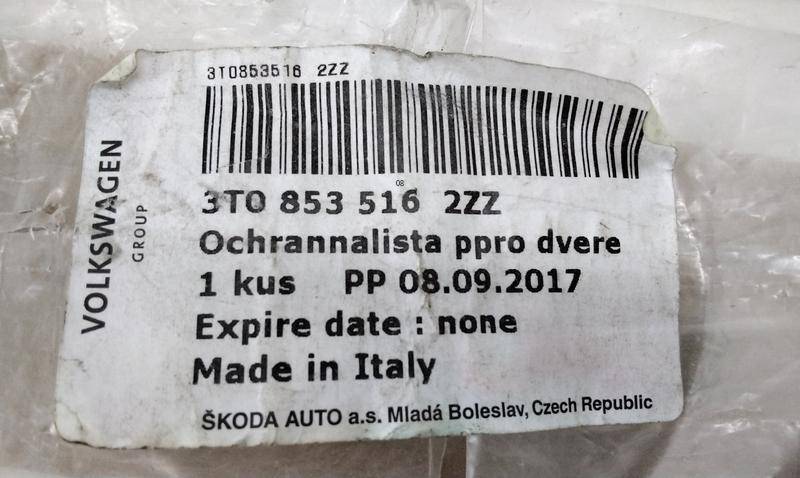 3T0853516 2ZZ
08
3T0 853 516 2ZZ
Ochrannalista ppro dvere
1 kus PP 08.09.2017
Expire date : none
Made in Italy
ŠKODA AUTO a.s. Mladá Boleslav, Czech Republic
VOLKSWAGEN
GROUP